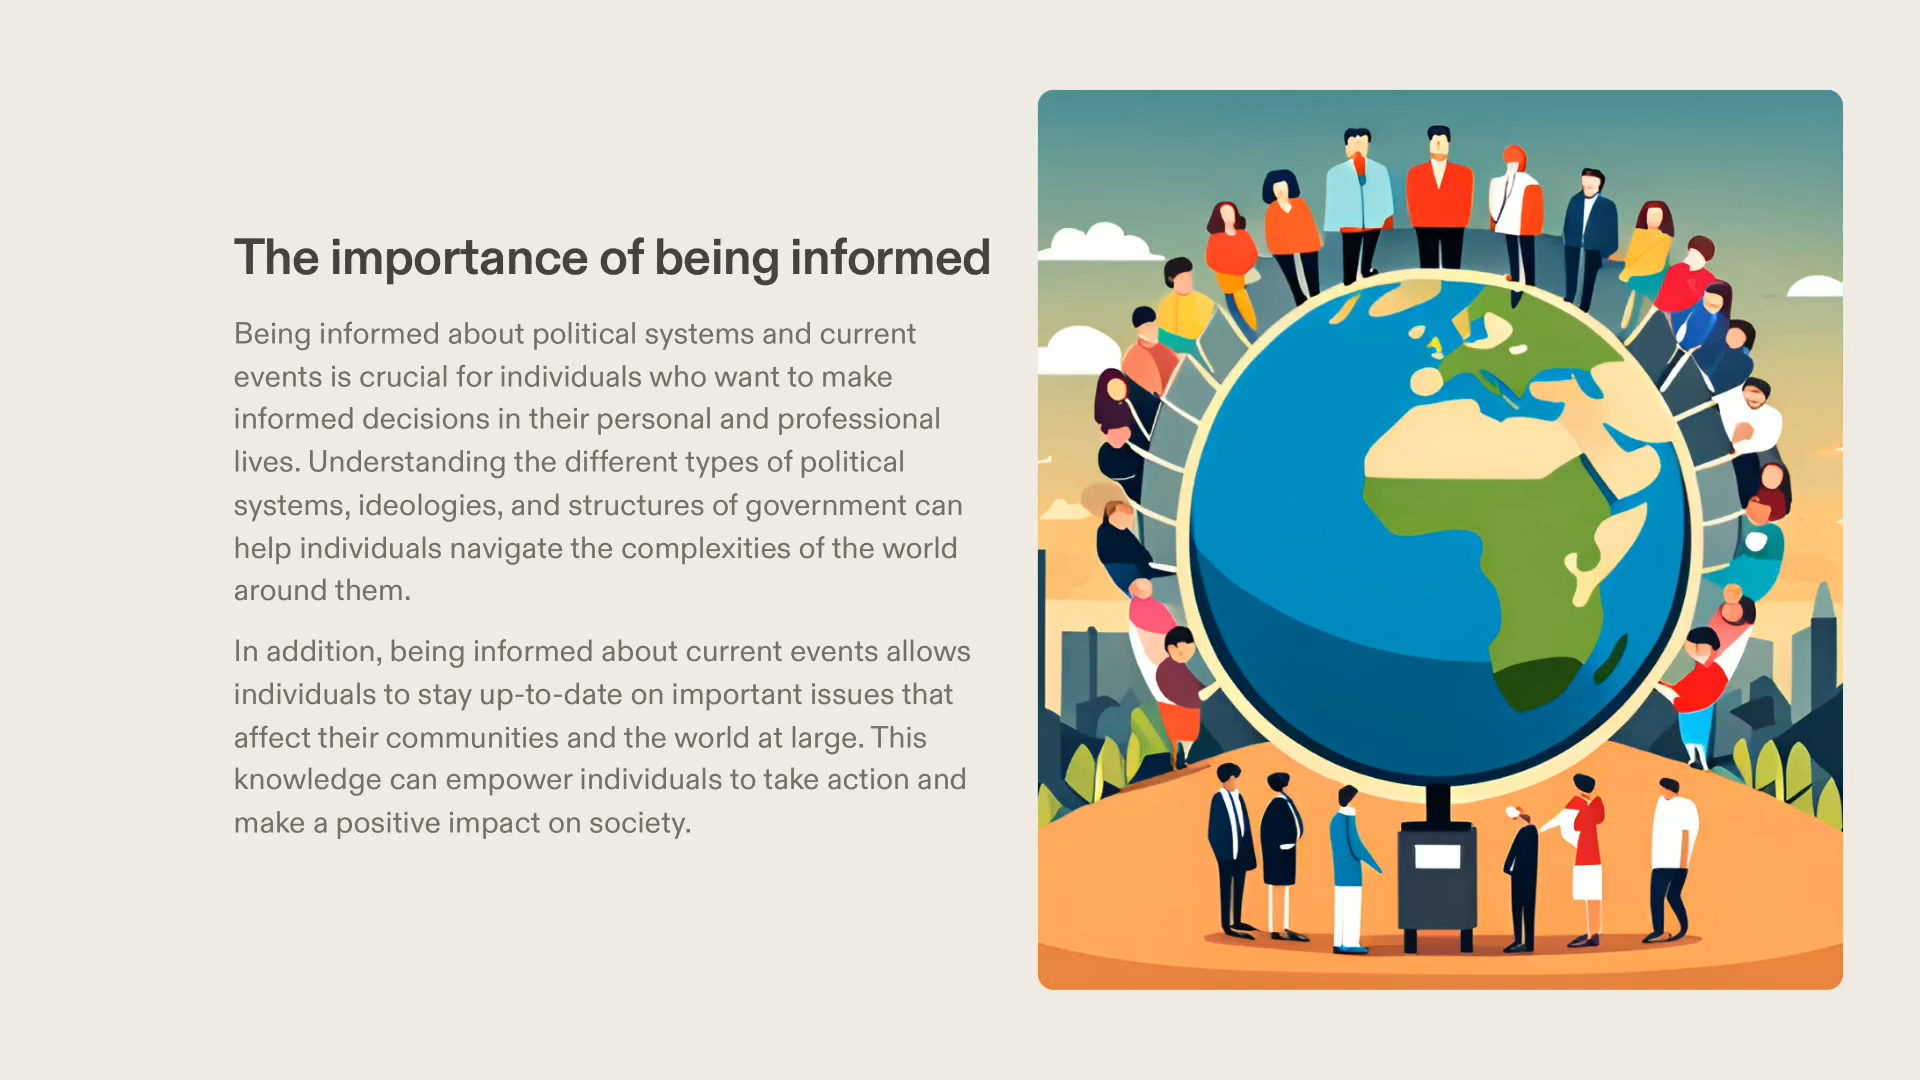 The importance of being informed
Being informed about political systems and current
events is crucial for individuals who want to make
informed decisions in their personal and professional
lives. Understanding the different types of political
systems, ideologies, and structures of government can
help individuals navigate the complexities of the world
around them.
In addition, being informed about current events allows
individuals to stay up-to-date on important issues that
affect their communities and the world at large. This
knowledge can empower individuals to take action and
make a positive impact on society.